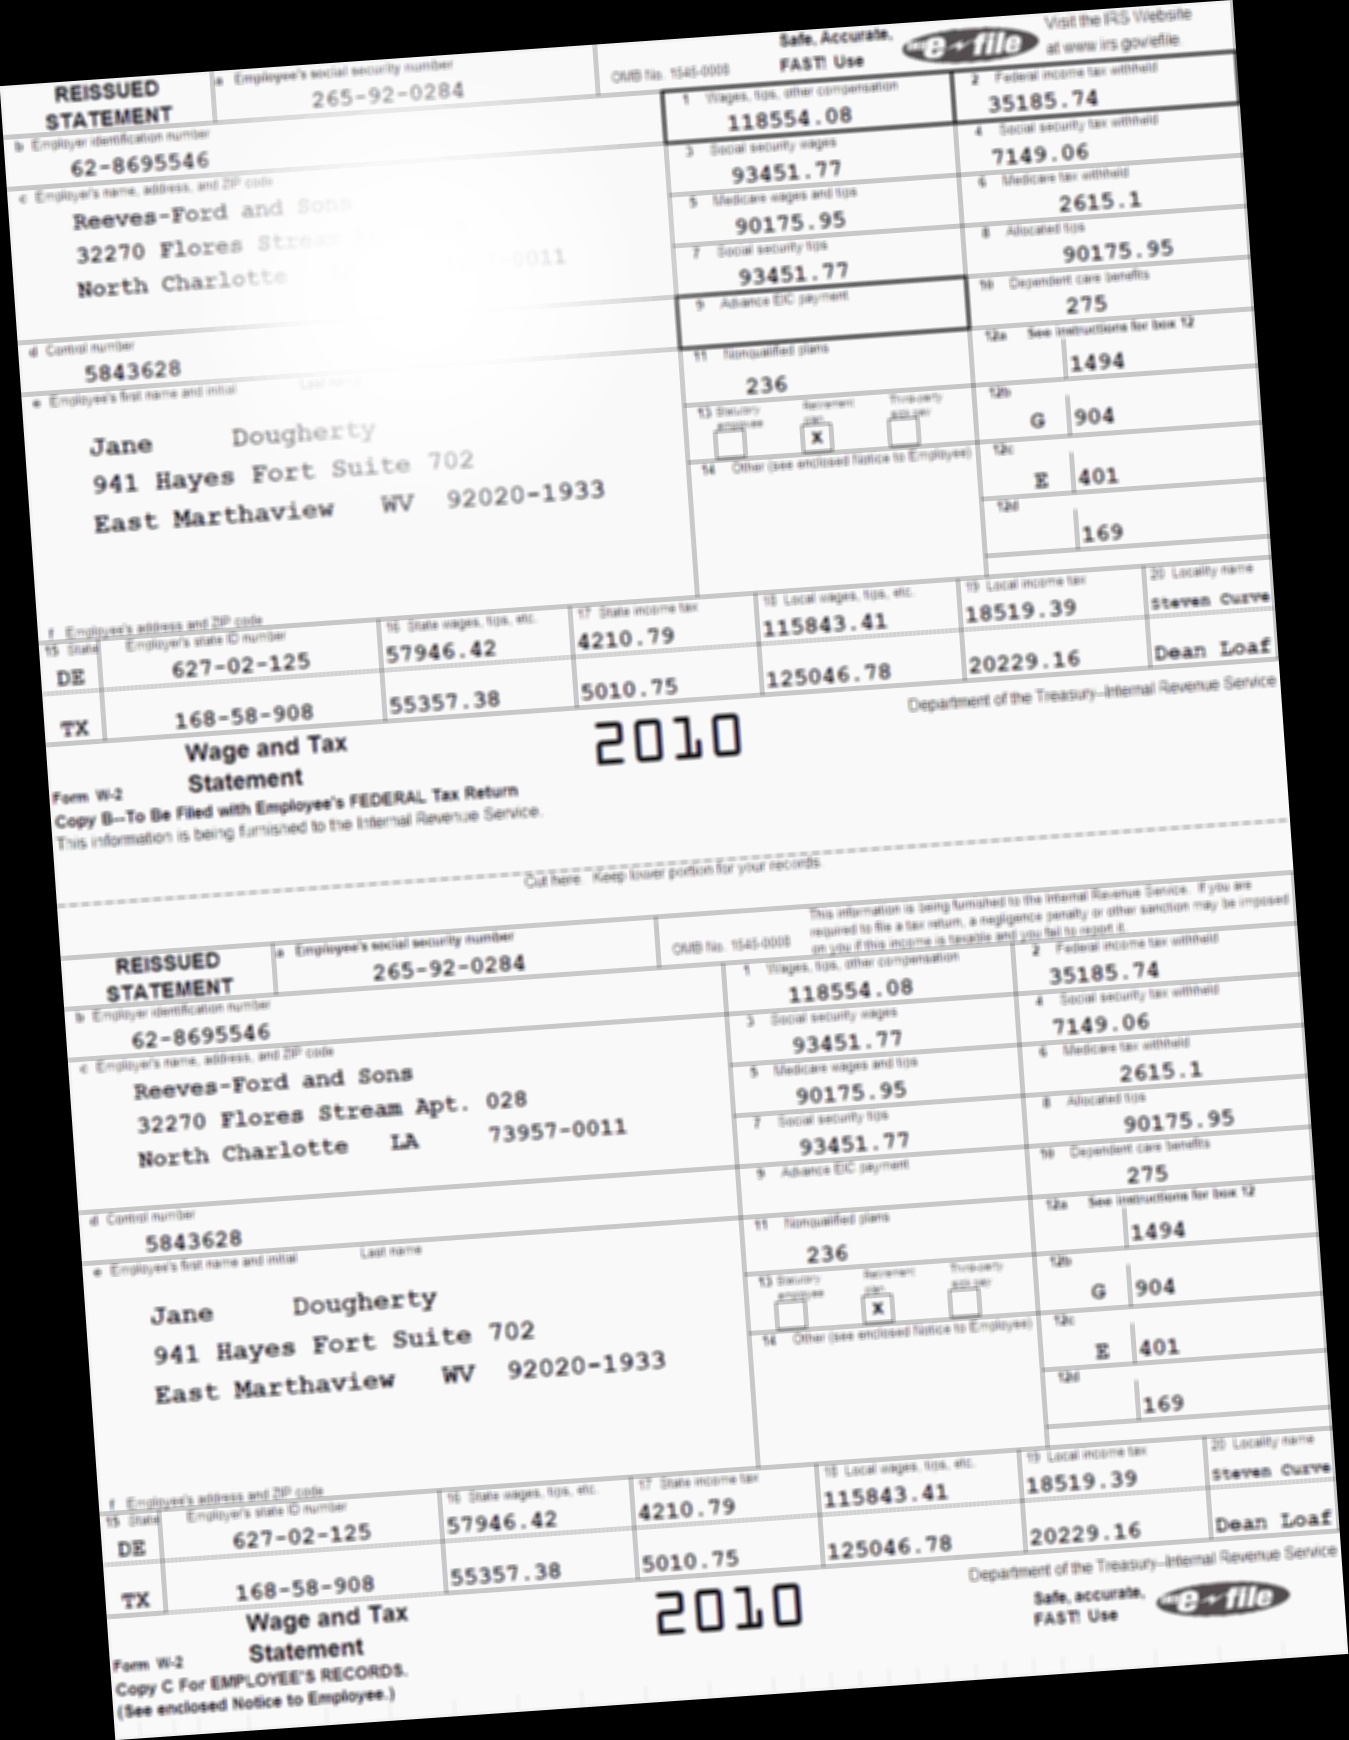 REISSUED
STATEMENT
a Employee's social security number
265-92-0284
OMB No. 1545-0008
Safe, Accurate,
FAST! Use
e-file
Visit the IRS Website
at www.irs.gov/efile.
b Employer identification number
62-8695546
1 Wages, tips, other compensation
118554.08
2 Federal income tax withheld
35185.74
3 Social security wages
93451.77
4 Social security tax withheld
7149.06
c Employer's name, address, and ZIP code
Reeves-Ford and Sons
32270 Flores Stream
North Charlotte -0011
5 Medicare wages and tips
90175.95
6 Medicare tax withheld
2615.1
7 Social security tips
93451.77
8 Allocated tips
90175.95
9 Advance EIC payment
10 Dependent care benefits
275
d Control number
5843628
11 Nonqualified plans
236
12a See instructions for box 12
1494
e Employee's first name and initial Last name
Jane Dougherty
941 Hayes Fort Suite 702
East Marthaview WV 92020-1933
13 Statutory employee Retirement plan Third-party sick pay
X
12b
G 904
14 Other (see enclosed Notice to Employee)
12c
E 401
12d
169
f Employee's address and ZIP code
15 State Employer's state ID number
16 State wages, tips, etc.
17 State income tax
18 Local wages, tips, etc.
19 Local income tax
20 Locality name
DE 627-02-125 57946.42 4210.79 115843.41 18519.39 Steven Curve
TX 168-58-908 55357.38 5010.75 125046.78 20229.16 Dean Loaf
Form W-2
Wage and Tax
Statement
2010
Department of the Treasury--Internal Revenue Service
Copy B--To Be Filed with Employee's FEDERAL Tax Return
This information is being furnished to the Internal Revenue Service.
Cut here. Keep lower portion for your records.
REISSUED
STATEMENT
a Employee's social security number
265-92-0284
OMB No. 1545-0008
This information is being furnished to the Internal Revenue Service. If you are
required to file a tax return, a negligence penalty or other sanction may be imposed
on you if this income is taxable and you fail to report it.
b Employer identification number
62-8695546
1 Wages, tips, other compensation
118554.08
2 Federal income tax withheld
35185.74
3 Social security wages
93451.77
4 Social security tax withheld
7149.06
c Employer's name, address, and ZIP code
Reeves-Ford and Sons
32270 Flores Stream Apt. 028
North Charlotte LA 73957-0011
5 Medicare wages and tips
90175.95
6 Medicare tax withheld
2615.1
7 Social security tips
93451.77
8 Allocated tips
90175.95
9 Advance EIC payment
10 Dependent care benefits
275
d Control number
5843628
11 Nonqualified plans
236
12a See instructions for box 12
1494
e Employee's first name and initial Last name
Jane Dougherty
941 Hayes Fort Suite 702
East Marthaview WV 92020-1933
13 Statutory employee Retirement plan Third-party sick pay
X
12b
G 904
14 Other (see enclosed Notice to Employee)
12c
E 401
12d
169
f Employee's address and ZIP code
15 State Employer's state ID number
16 State wages, tips, etc.
17 State income tax
18 Local wages, tips, etc.
19 Local income tax
20 Locality name
DE 627-02-125 57946.42 4210.79 115843.41 18519.39 Steven Curve
TX 168-58-908 55357.38 5010.75 125046.78 20229.16 Dean Loaf
Form W-2
Wage and Tax
Statement
2010
Department of the Treasury--Internal Revenue Service
Safe, accurate,
FAST! Use
e-file
Copy C For EMPLOYEE'S RECORDS.
(See enclosed Notice to Employee.)